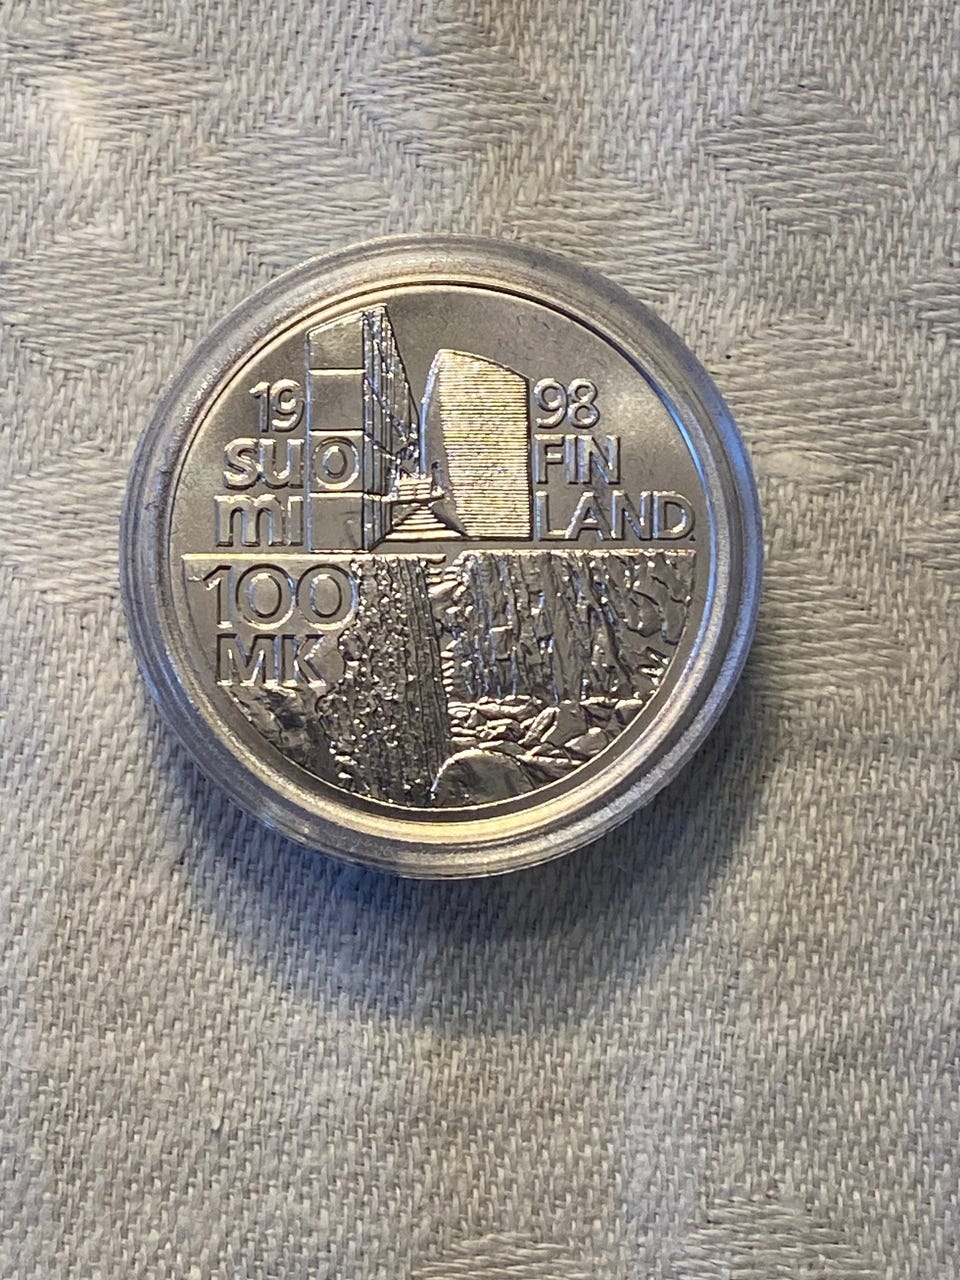 19 98
SUO FIN
MI LAND
100
MK
M